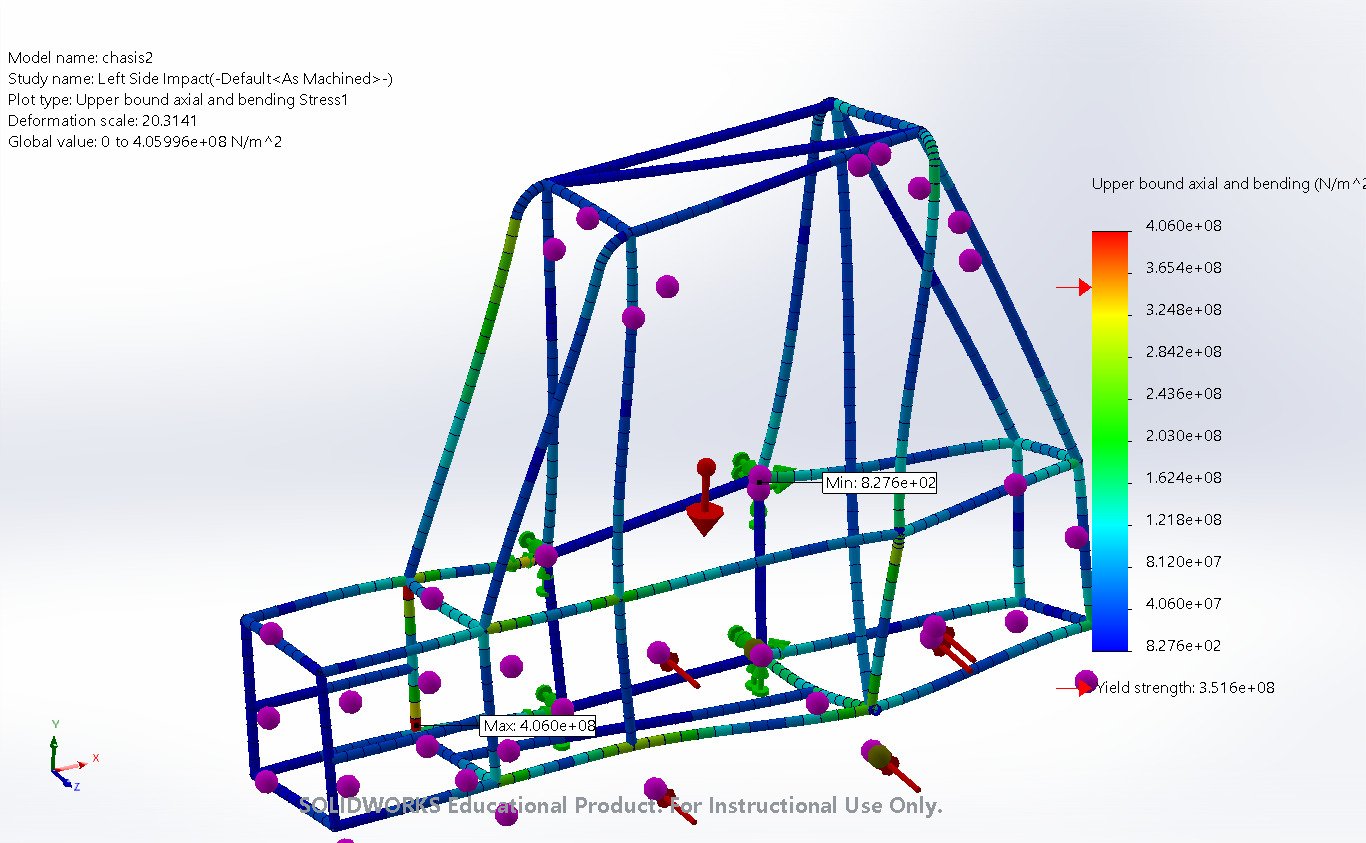 Model name: chasis2
Study name: Left Side Impact(-Default<As Machined>-)
Plot type: Upper bound axial and bending Stress1
Deformation scale: 20.3141
Global value: 0 to 4.05996e+08 N/m^2
Upper bound axial and bending (N/m^2
4.060e+08
3.654e+08
3.248e+08
2.842e+08
2.436e+08
2.030e+08
1.624e+08
1.218e+08
8.120e+07
4.060e+07
8.276e+02
Yield strength: 3.516e+08
Min: 8.276e+02
Max: 4.060e+08
Y
X
Z
SOLIDWORKS Educational Product. For Instructional Use Only.